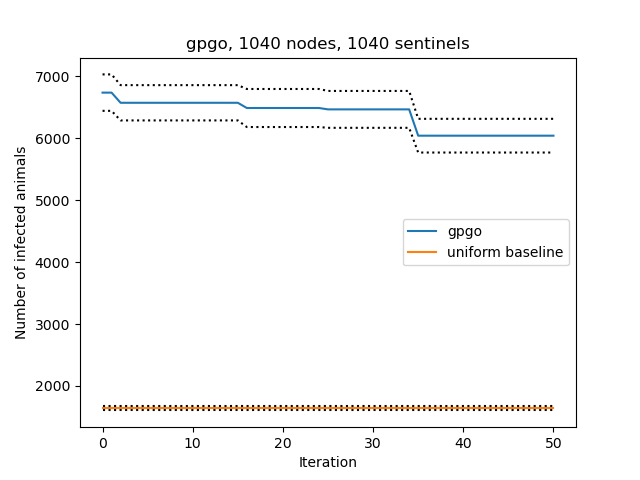 gpgo, 1040 nodes, 1040 sentinels
Number of infected animals
7000
6000
5000
4000
3000
2000
gpgo
uniform baseline
0 10 20 30 40 50
Iteration